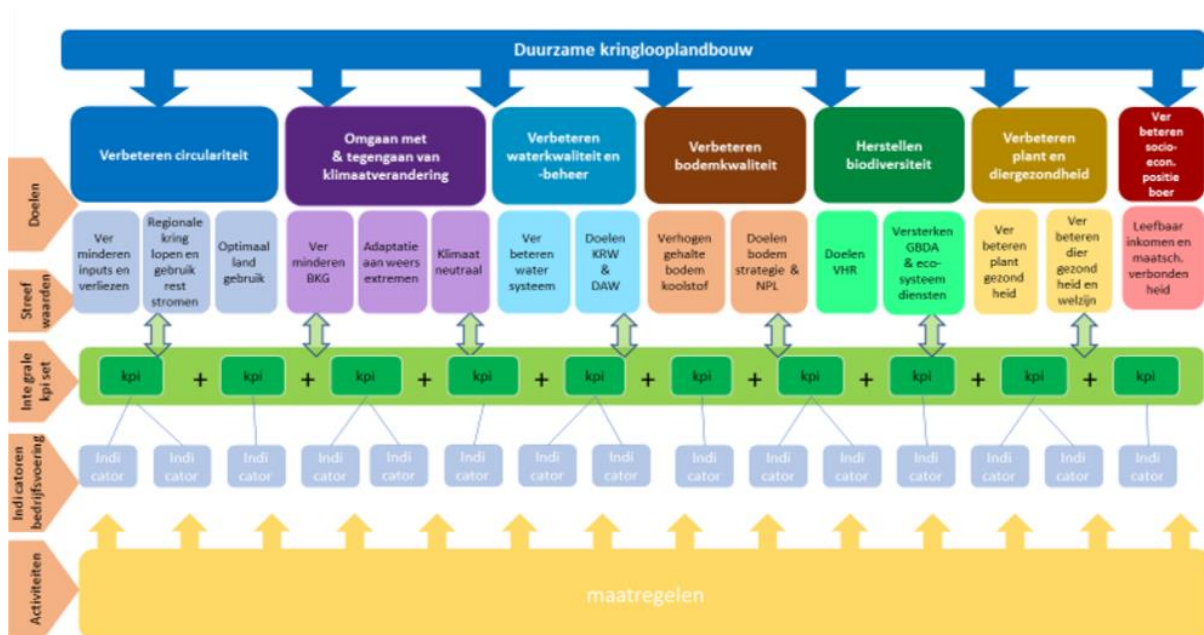 Duurzame kringlooplandbouw
Doelen
Verbeteren circulariteit
Omgaan met
& tegengaan van
klimaatverandering
Verbeteren
waterkwaliteit en
-beheer
Verbeteren
bodemkwaliteit
Herstellen
biodiversiteit
Verbeteren
plant en
diergezondheid
Ver
beteren
socio-
econ.
positie
boer
Streef
waarden
Ver
minderen
inputs en
verliezen
Regionale
kring
lopen en
gebruik
rest
stromen
Optimaal
land
gebruik
Ver
minderen
BKG
Adaptatie
aan weers
extremen
Klimaat
neutraal
Ver
beteren
water
systeem
Doelen
KRW
&
DAW
Verhogen
gehalte
bodem
koolstof
Doelen
bodem
strategie &
NPL
Doelen
VHR
Versterken
GBDA
& eco-
systeem
diensten
Ver
beteren
plant
gezond
heid
Ver
beteren
dier
gezond
heid en
welzijn
Leefbaar
inkomen en
maatsch.
verbonden
heid
Integrale
kpi set
kpi + kpi + kpi + kpi + kpi + kpi + kpi + kpi + kpi + kpi
Indicatoren
bedrijfsvoering
Indi
cator
Indi
cator
Indi
cator
Indi
cator
Indi
cator
Indi
cator
Indi
cator
Indi
cator
Indi
cator
Indi
cator
Indi
cator
Indi
cator
Indi
cator
Indi
cator
Indi
cator
Activiteiten
maatregelen